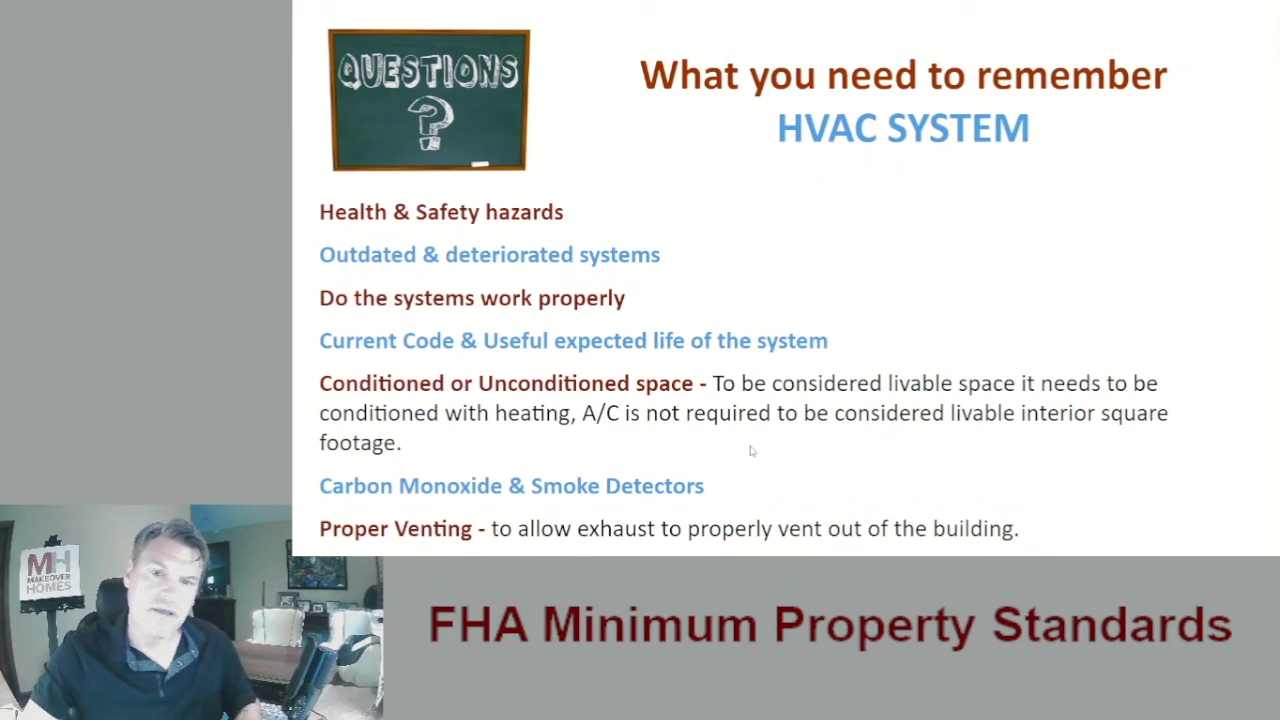 QUESTIONS
?
What you need to remember
HVAC SYSTEM
Health & Safety hazards
Outdated & deteriorated systems
Do the systems work properly
Current Code & Useful expected life of the system
Conditioned or Unconditioned space - To be considered livable space it needs to be
conditioned with heating, A/C is not required to be considered livable interior square
footage.
Carbon Monoxide & Smoke Detectors
Proper Venting - to allow exhaust to properly vent out of the building.
MH
MAKEOVER
HOMES
FHA Minimum Property Standards